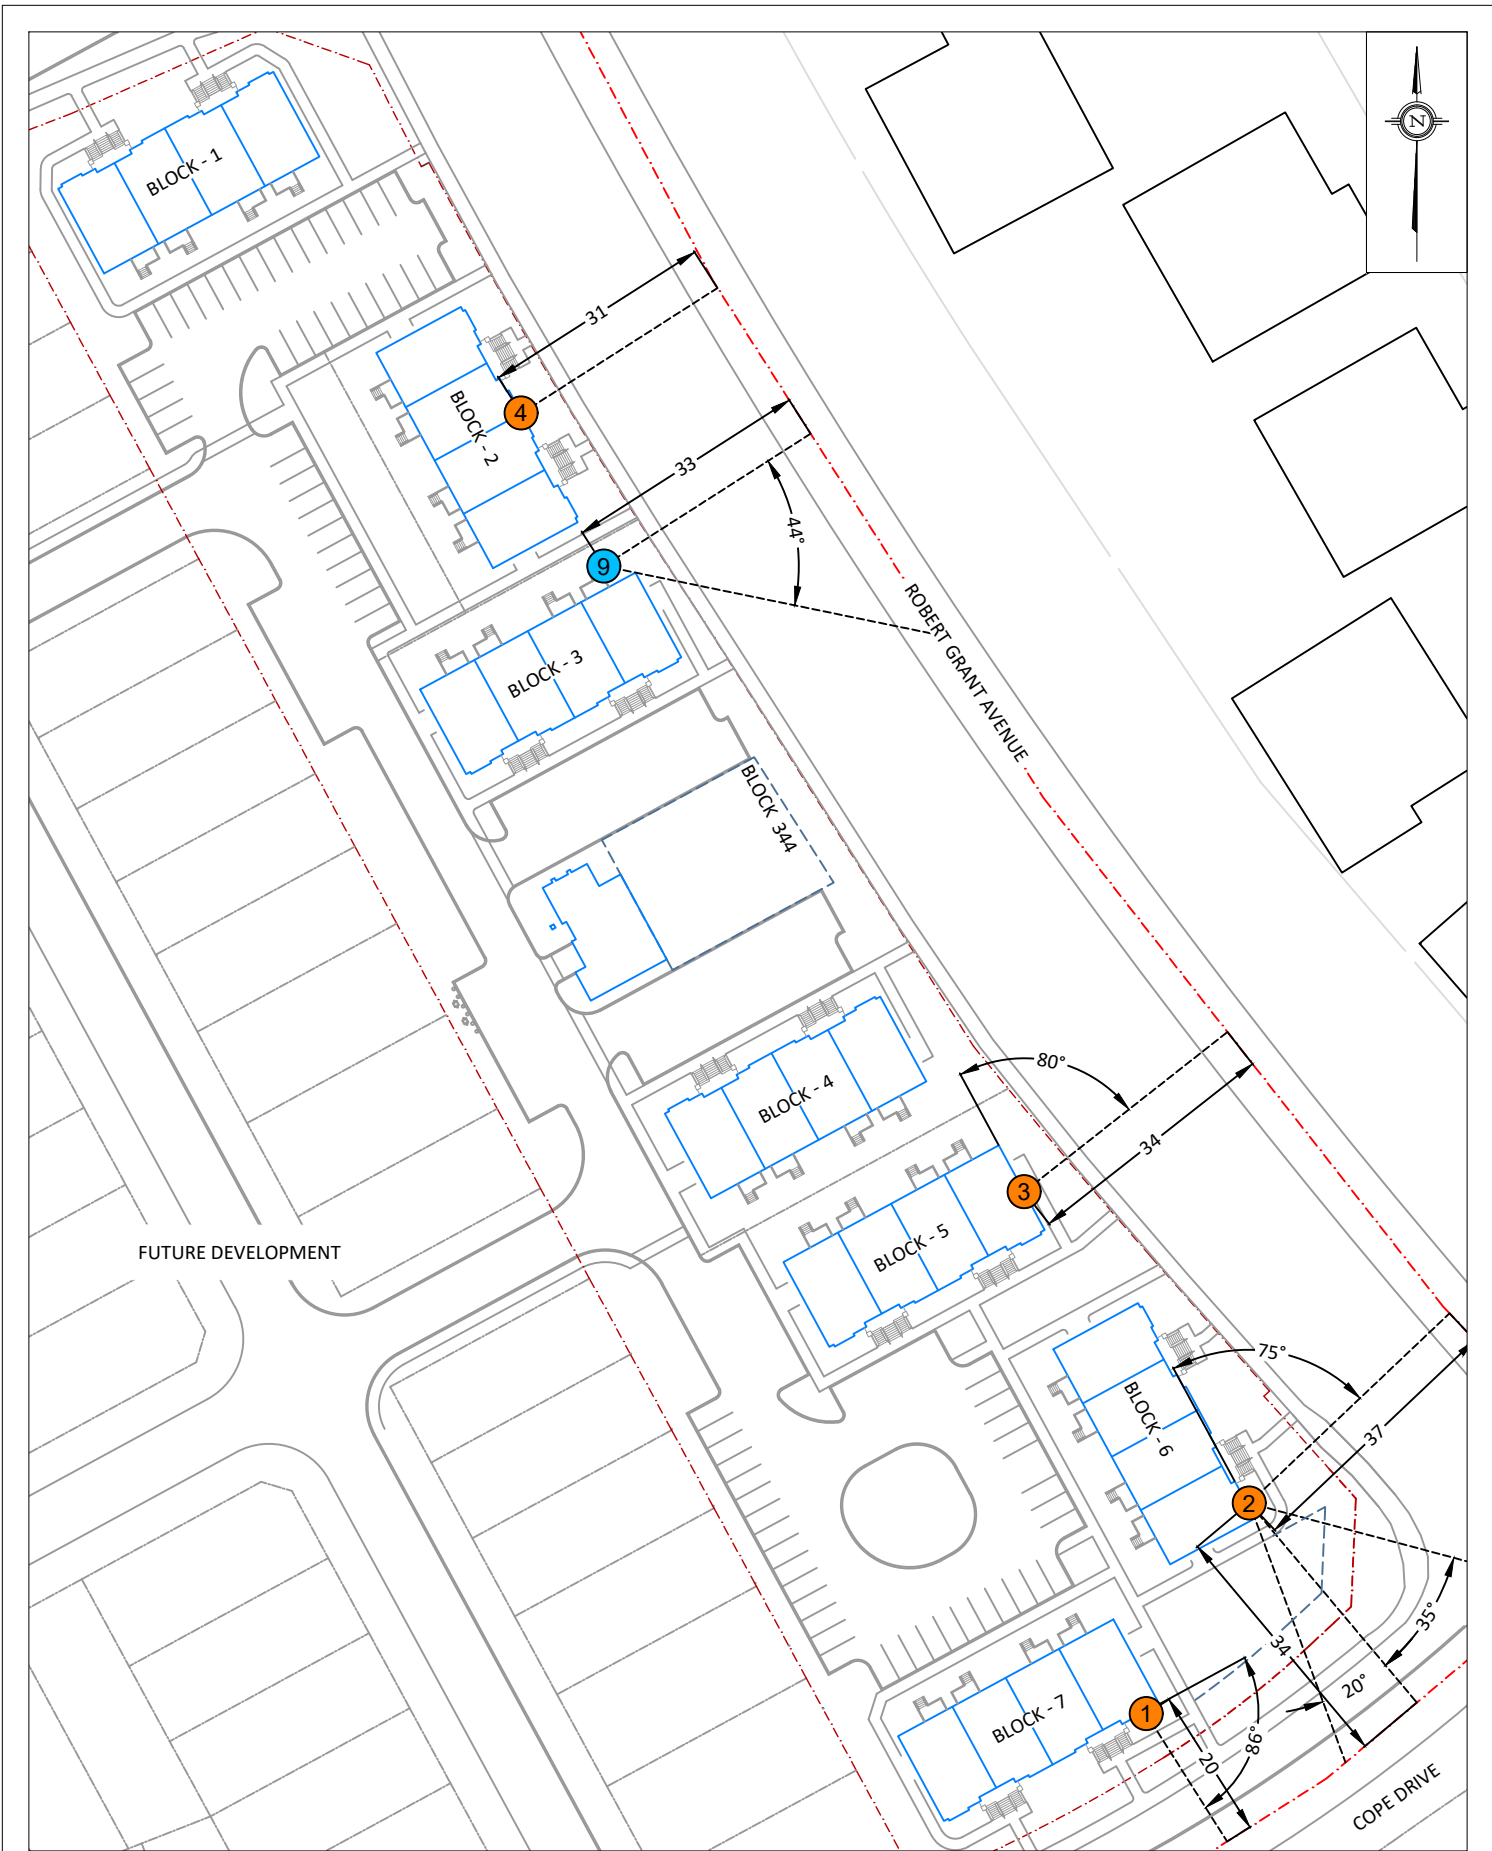 BLOCK - 1
N
31
BLOCK - 2
4
33
44°
9
ROBERT GRANT AVENUE
BLOCK - 3
BLOCK 344
80°
BLOCK - 4
34
3
BLOCK - 5
FUTURE DEVELOPMENT
75°
BLOCK - 6
37
2
35°
34
20°
BLOCK - 7
1
86°
20
COPE DRIVE